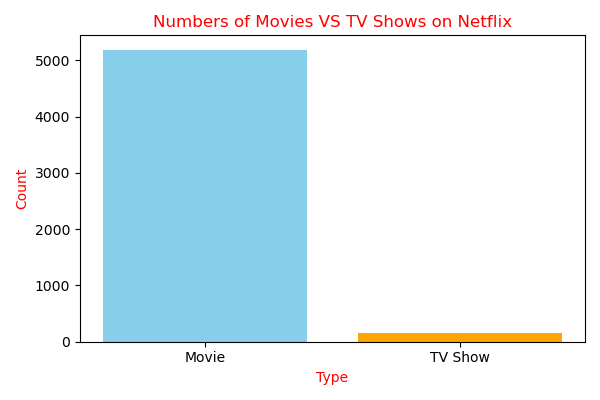 Numbers of Movies VS TV Shows on Netflix
5000
4000
3000
2000
1000
0
Count
Movie
TV Show
Type